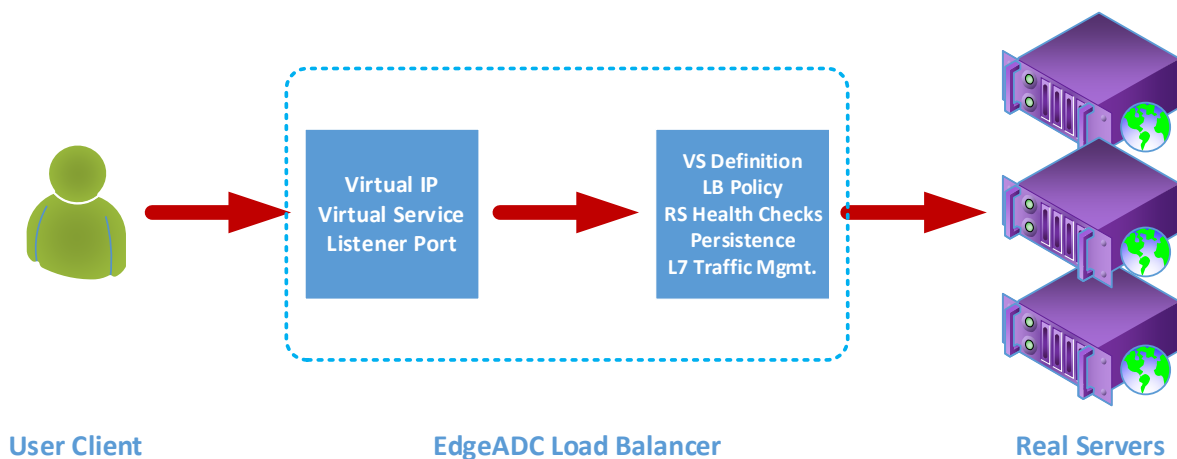 Virtual IP
Virtual Service
Listener Port
VS Definition
LB Policy
RS Health Checks
Persistence
L7 Traffic Mgmt.
User Client
EdgeADC Load Balancer
Real Servers